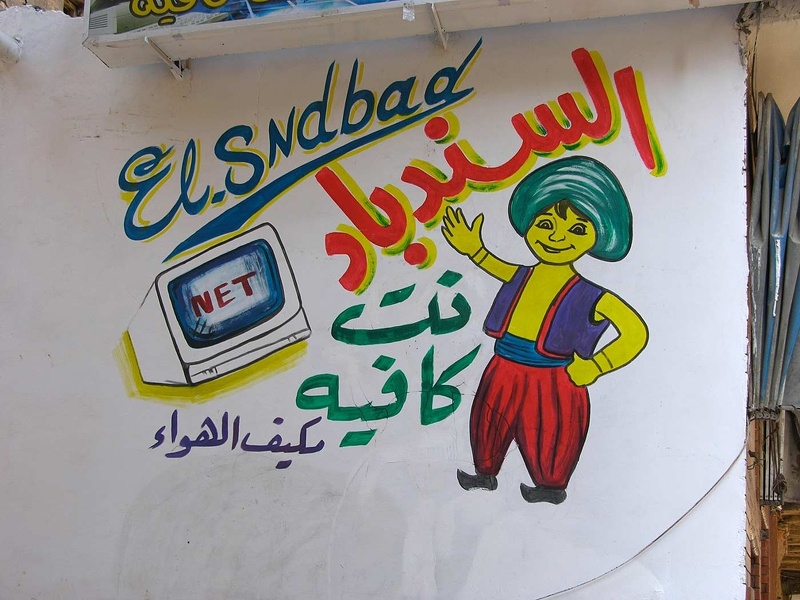 El.SNdbad
السندباد
NET
نت
كافيه
مكيف الهواء